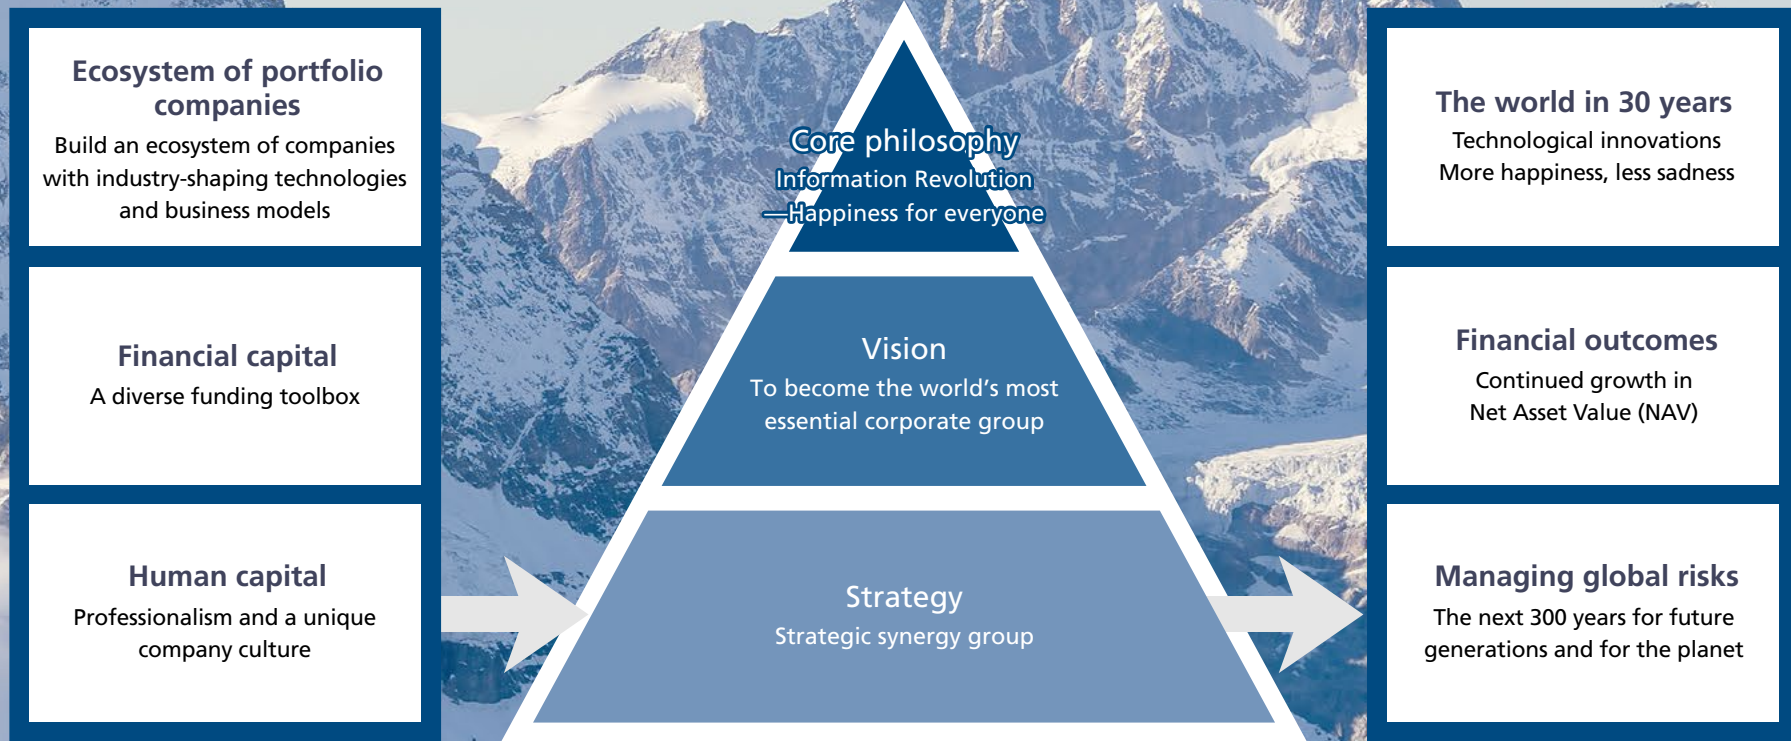 Ecosystem of portfolio
companies
Build an ecosystem of companies
with industry-shaping technologies
and business models
Financial capital
A diverse funding toolbox
Human capital
Professionalism and a unique
company culture
Core philosophy
Information Revolution
—Happiness for everyone
Vision
To become the world’s most
essential corporate group
Strategy
Strategic synergy group
The world in 30 years
Technological innovations
More happiness, less sadness
Financial outcomes
Continued growth in
Net Asset Value (NAV)
Managing global risks
The next 300 years for future
generations and for the planet